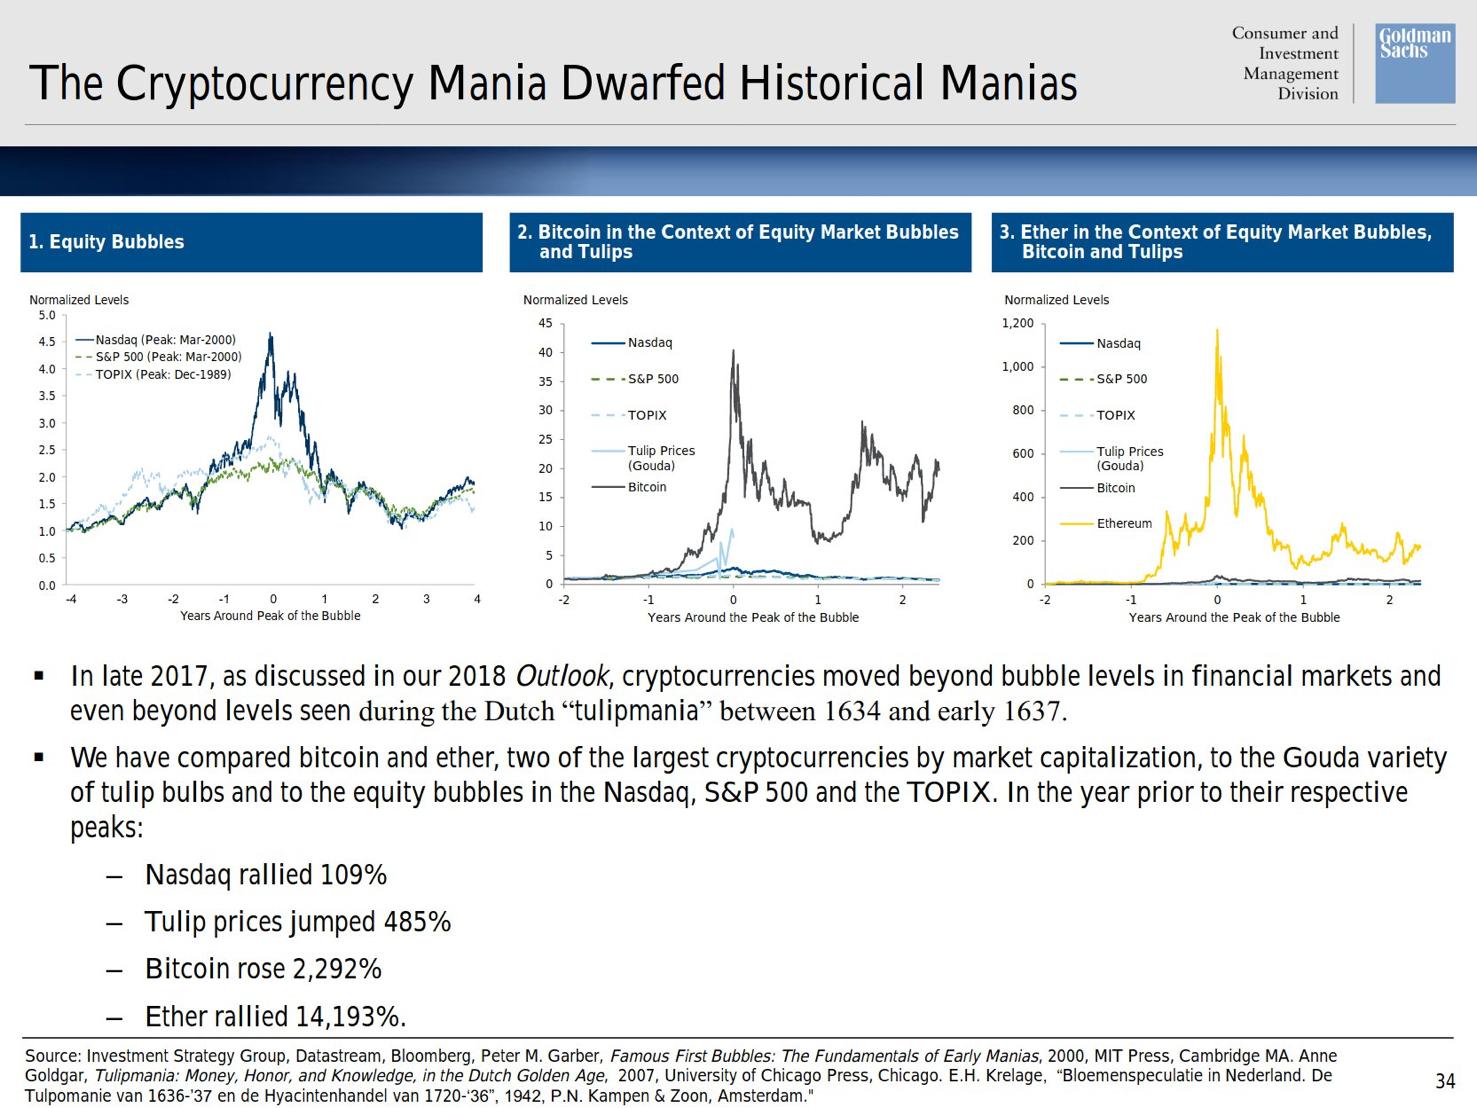 Consumer and
Investment
Management
Division
Goldman
Sachs
The Cryptocurrency Mania Dwarfed Historical Manias
1. Equity Bubbles
Normalized Levels
5.0
4.5
4.0
3.5
3.0
2.5
2.0
1.5
1.0
0.5
0.0
Nasdaq (Peak: Mar-2000)
S&P 500 (Peak: Mar-2000)
TOPIX (Peak: Dec-1989)
-4 -3 -2 -1 0 1 2 3 4
Years Around Peak of the Bubble
2. Bitcoin in the Context of Equity Market Bubbles
and Tulips
Normalized Levels
45
40
35
30
25
20
15
10
5
0
Nasdaq
S&P 500
TOPIX
Tulip Prices
(Gouda)
Bitcoin
-2 -1 0 1 2
Years Around the Peak of the Bubble
3. Ether in the Context of Equity Market Bubbles,
Bitcoin and Tulips
Normalized Levels
1,200
1,000
800
600
400
200
0
Nasdaq
S&P 500
TOPIX
Tulip Prices
(Gouda)
Bitcoin
Ethereum
-2 -1 0 1 2
Years Around the Peak of the Bubble
▪ In late 2017, as discussed in our 2018 Outlook, cryptocurrencies moved beyond bubble levels in financial markets and
even beyond levels seen during the Dutch “tulipmania” between 1634 and early 1637.
▪ We have compared bitcoin and ether, two of the largest cryptocurrencies by market capitalization, to the Gouda variety
of tulip bulbs and to the equity bubbles in the Nasdaq, S&P 500 and the TOPIX. In the year prior to their respective
peaks:
– Nasdaq rallied 109%
– Tulip prices jumped 485%
– Bitcoin rose 2,292%
– Ether rallied 14,193%.
Source: Investment Strategy Group, Datastream, Bloomberg, Peter M. Garber, Famous First Bubbles: The Fundamentals of Early Manias, 2000, MIT Press, Cambridge MA. Anne
Goldgar, Tulipmania: Money, Honor, and Knowledge, in the Dutch Golden Age, 2007, University of Chicago Press, Chicago. E.H. Krelage, “Bloemenspeculatie in Nederland. De
Tulpomanie van 1636-’37 en de Hyacintenhandel van 1720-‘36”, 1942, P.N. Kampen & Zoon, Amsterdam."
34